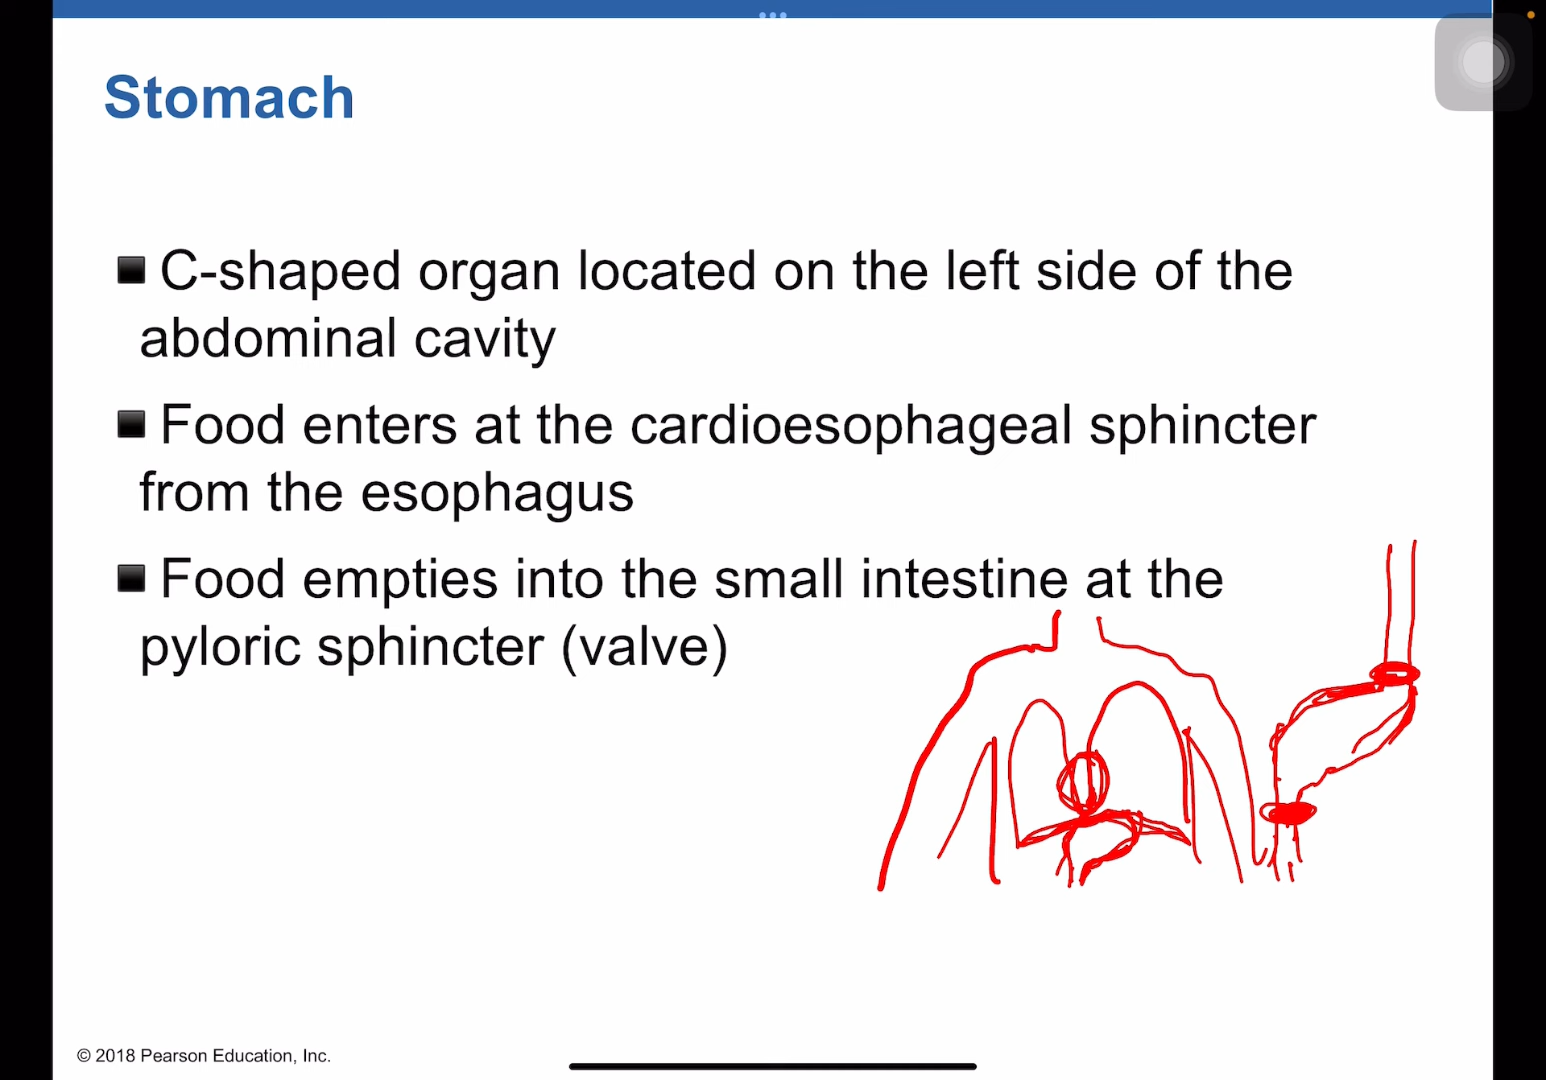 Stomach
■ C-shaped organ located on the left side of the
abdominal cavity
■ Food enters at the cardioesophageal sphincter
from the esophagus
■ Food empties into the small intestine at the
pyloric sphincter (valve)
© 2018 Pearson Education, Inc.